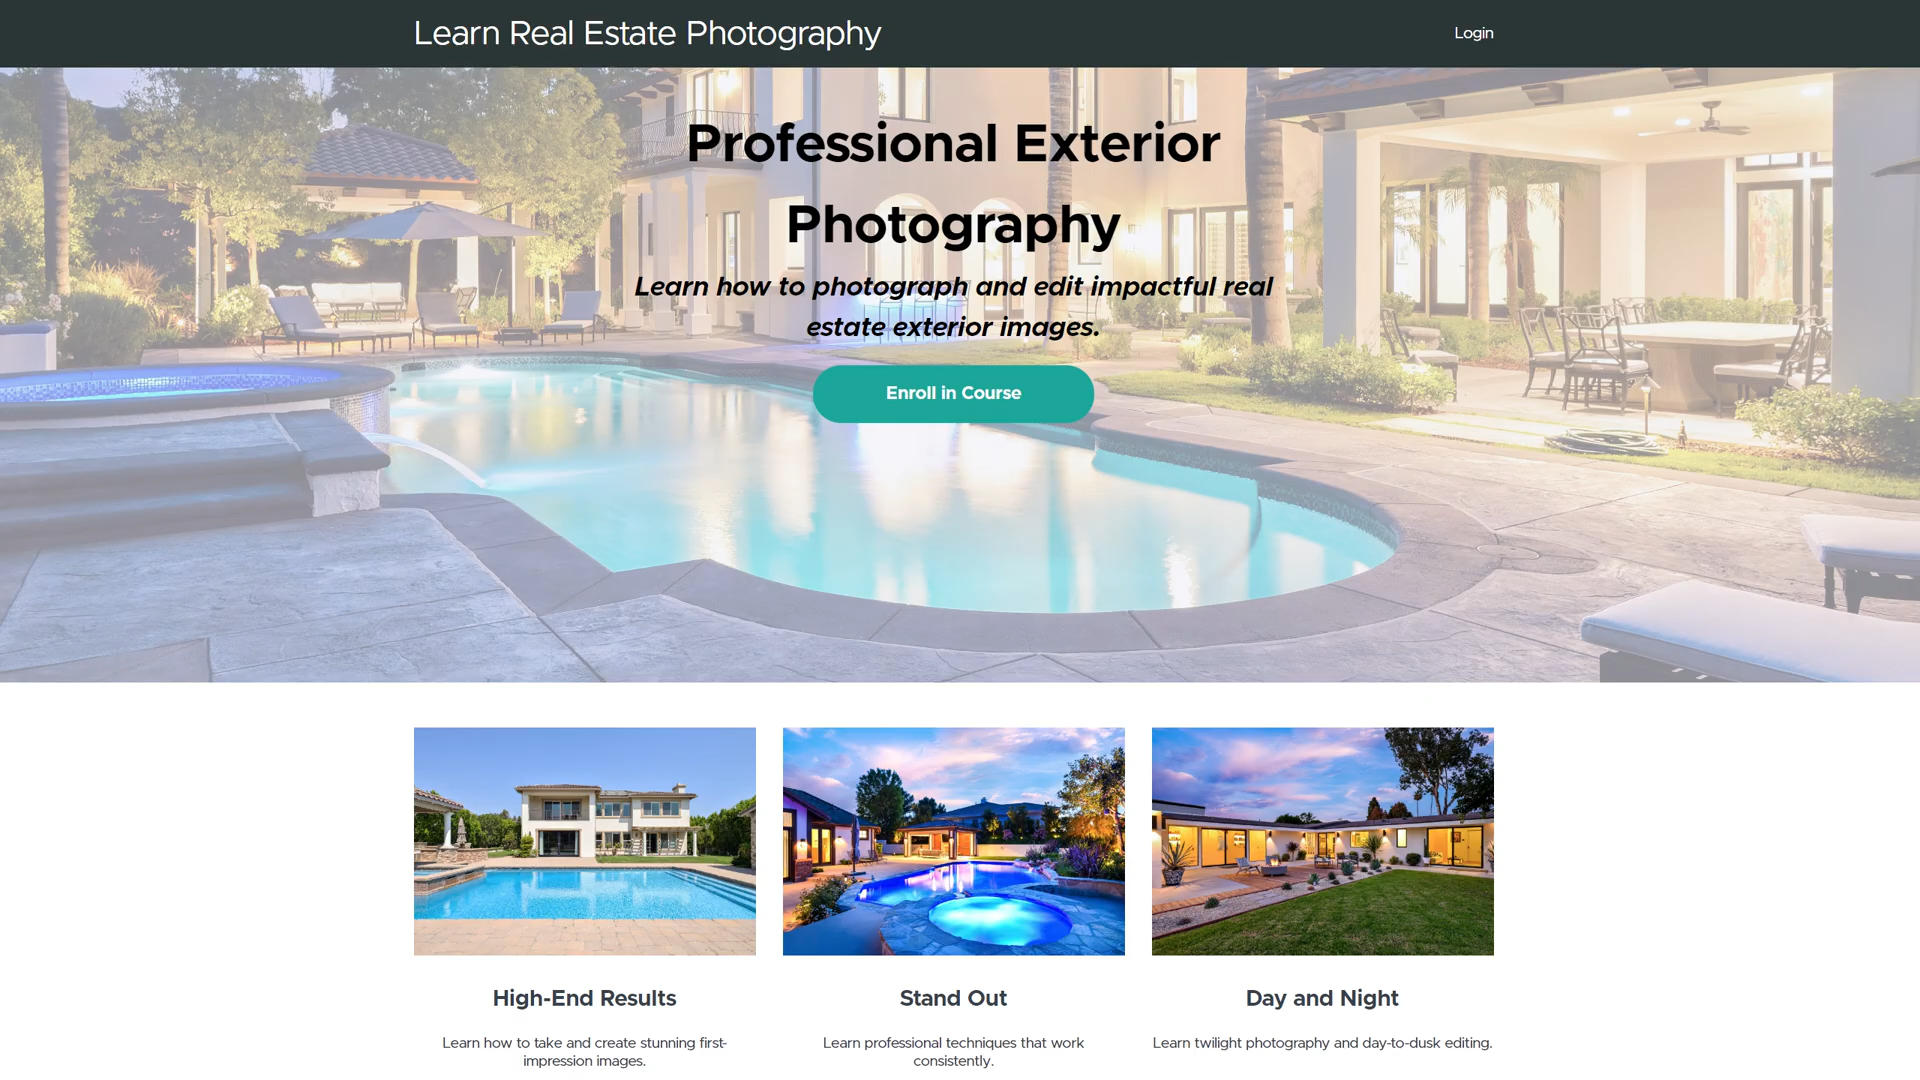 Learn Real Estate Photography
Login
Professional Exterior
Photography
Learn how to photograph and edit impactful real
estate exterior images.
Enroll in Course
High-End Results
Learn how to take and create stunning first-
impression images.
Stand Out
Learn professional techniques that work
consistently.
Day and Night
Learn twilight photography and day-to-dusk editing.